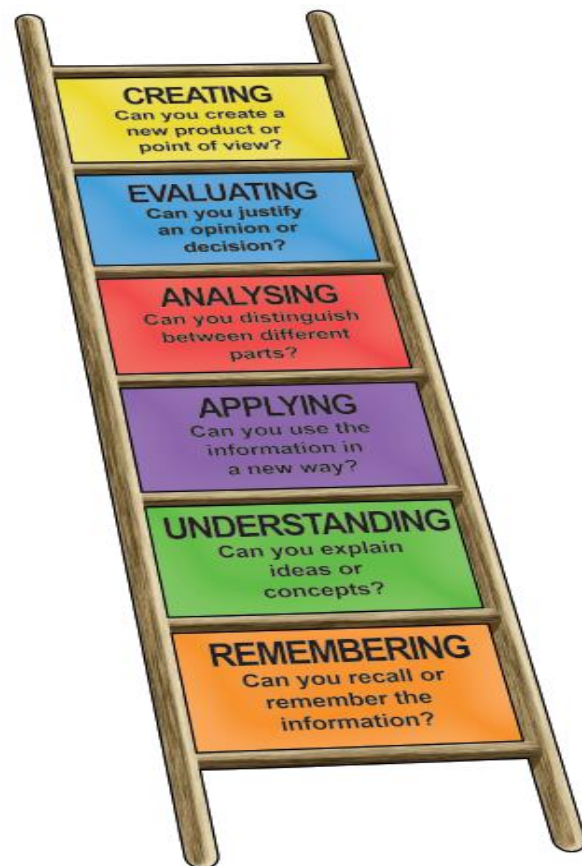 CREATING
Can you create a
new product or
point of view?
EVALUATING
Can you justify
an opinion or
decision?
ANALYSING
Can you distinguish
between different
parts?
APPLYING
Can you use the
information in
a new way?
UNDERSTANDING
Can you explain
ideas or
concepts?
REMEMBERING
Can you recall or
remember the
information?